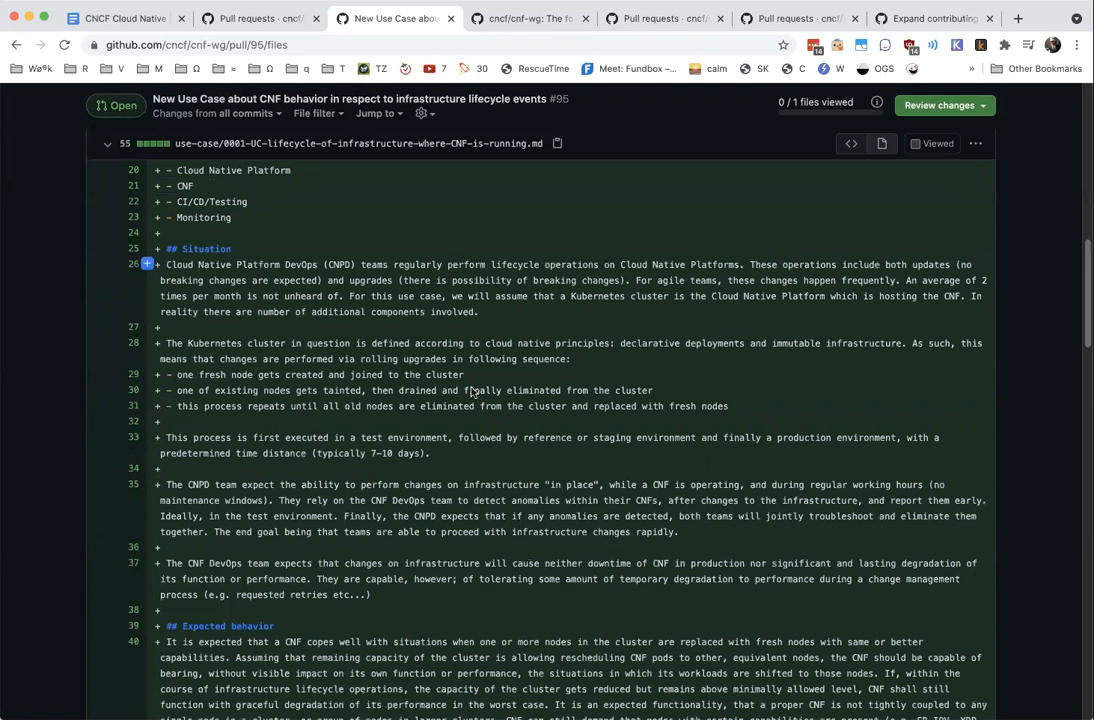 CNCF Cloud Native
Pull requests · cncf/
New Use Case abou
cncf/cnf-wg: The fo
Pull requests · cncf/
Pull requests · cncf/
Expand contributing
github.com/cncf/cnf-wg/pull/95/files
14
14
Wø®k
R
V
M
Ω
≈
Ω
q
T
TZ
7
30
RescueTime
Meet: Fundbox –...
calm
SK
C
W
OGS
»
Other Bookmarks
Open
New Use Case about CNF behavior in respect to infrastructure lifecycle events #95
Changes from all commits
File filter
Jump to
0 / 1 files viewed
Review changes
55 use-case/0001-UC-lifecycle-of-infrastructure-where-CNF-is-running.md
Viewed
20 + - Cloud Native Platform
21 + - CNF
22 + - CI/CD/Testing
23 + - Monitoring
24 +
25 + ## Situation
26 + Cloud Native Platform DevOps (CNPD) teams regularly perform lifecycle operations on Cloud Native Platforms. These operations include both updates (no
breaking changes are expected) and upgrades (there is possibility of breaking changes). For agile teams, these changes happen frequently. An average of 2
times per month is not unheard of. For this use case, we will assume that a Kubernetes cluster is the Cloud Native Platform which is hosting the CNF. In
reality there are number of additional components involved.
27 +
28 + The Kubernetes cluster in question is defined according to cloud native principles: declarative deployments and immutable infrastructure. As such, this
means that changes are performed via rolling upgrades in following sequence:
29 + - one fresh node gets created and joined to the cluster
30 + - one of existing nodes gets tainted, then drained and finally eliminated from the cluster
31 + - this process repeats until all old nodes are eliminated from the cluster and replaced with fresh nodes
32 +
33 + This process is first executed in a test environment, followed by reference or staging environment and finally a production environment, with a
predetermined time distance (typically 7-10 days).
34 +
35 + The CNPD team expect the ability to perform changes on infrastructure "in place", while a CNF is operating, and during regular working hours (no
maintenance windows). They rely on the CNF DevOps team to detect anomalies within their CNFs, after changes to the infrastructure, and report them early.
Ideally, in the test environment. Finally, the CNPD expects that if any anomalies are detected, both teams will jointly troubleshoot and eliminate them
together. The end goal being that teams are able to proceed with infrastructure changes rapidly.
36 +
37 + The CNF DevOps team expects that changes on infrastructure will cause neither downtime of CNF in production nor significant and lasting degradation of
its function or performance. They are capable, however; of tolerating some amount of temporary degradation to performance during a change management
process (e.g. requested retries etc...)
38 +
39 + ## Expected behavior
40 + It is expected that a CNF copes well with situations when one or more nodes in the cluster are replaced with fresh nodes with same or better
capabilities. Assuming that remaining capacity of the cluster is allowing rescheduling CNF pods to other, equivalent nodes, the CNF should be capable of
bearing, without visible impact on its own function or performance, the situations in which its workloads are shifted to those nodes. If, within the
course of infrastructure lifecycle operations, the capacity of the cluster gets reduced but remains above minimally allowed level, CNF shall still
function with graceful degradation of its performance in the worst case. It is an expected functionality, that a proper CNF is not tightly coupled to any